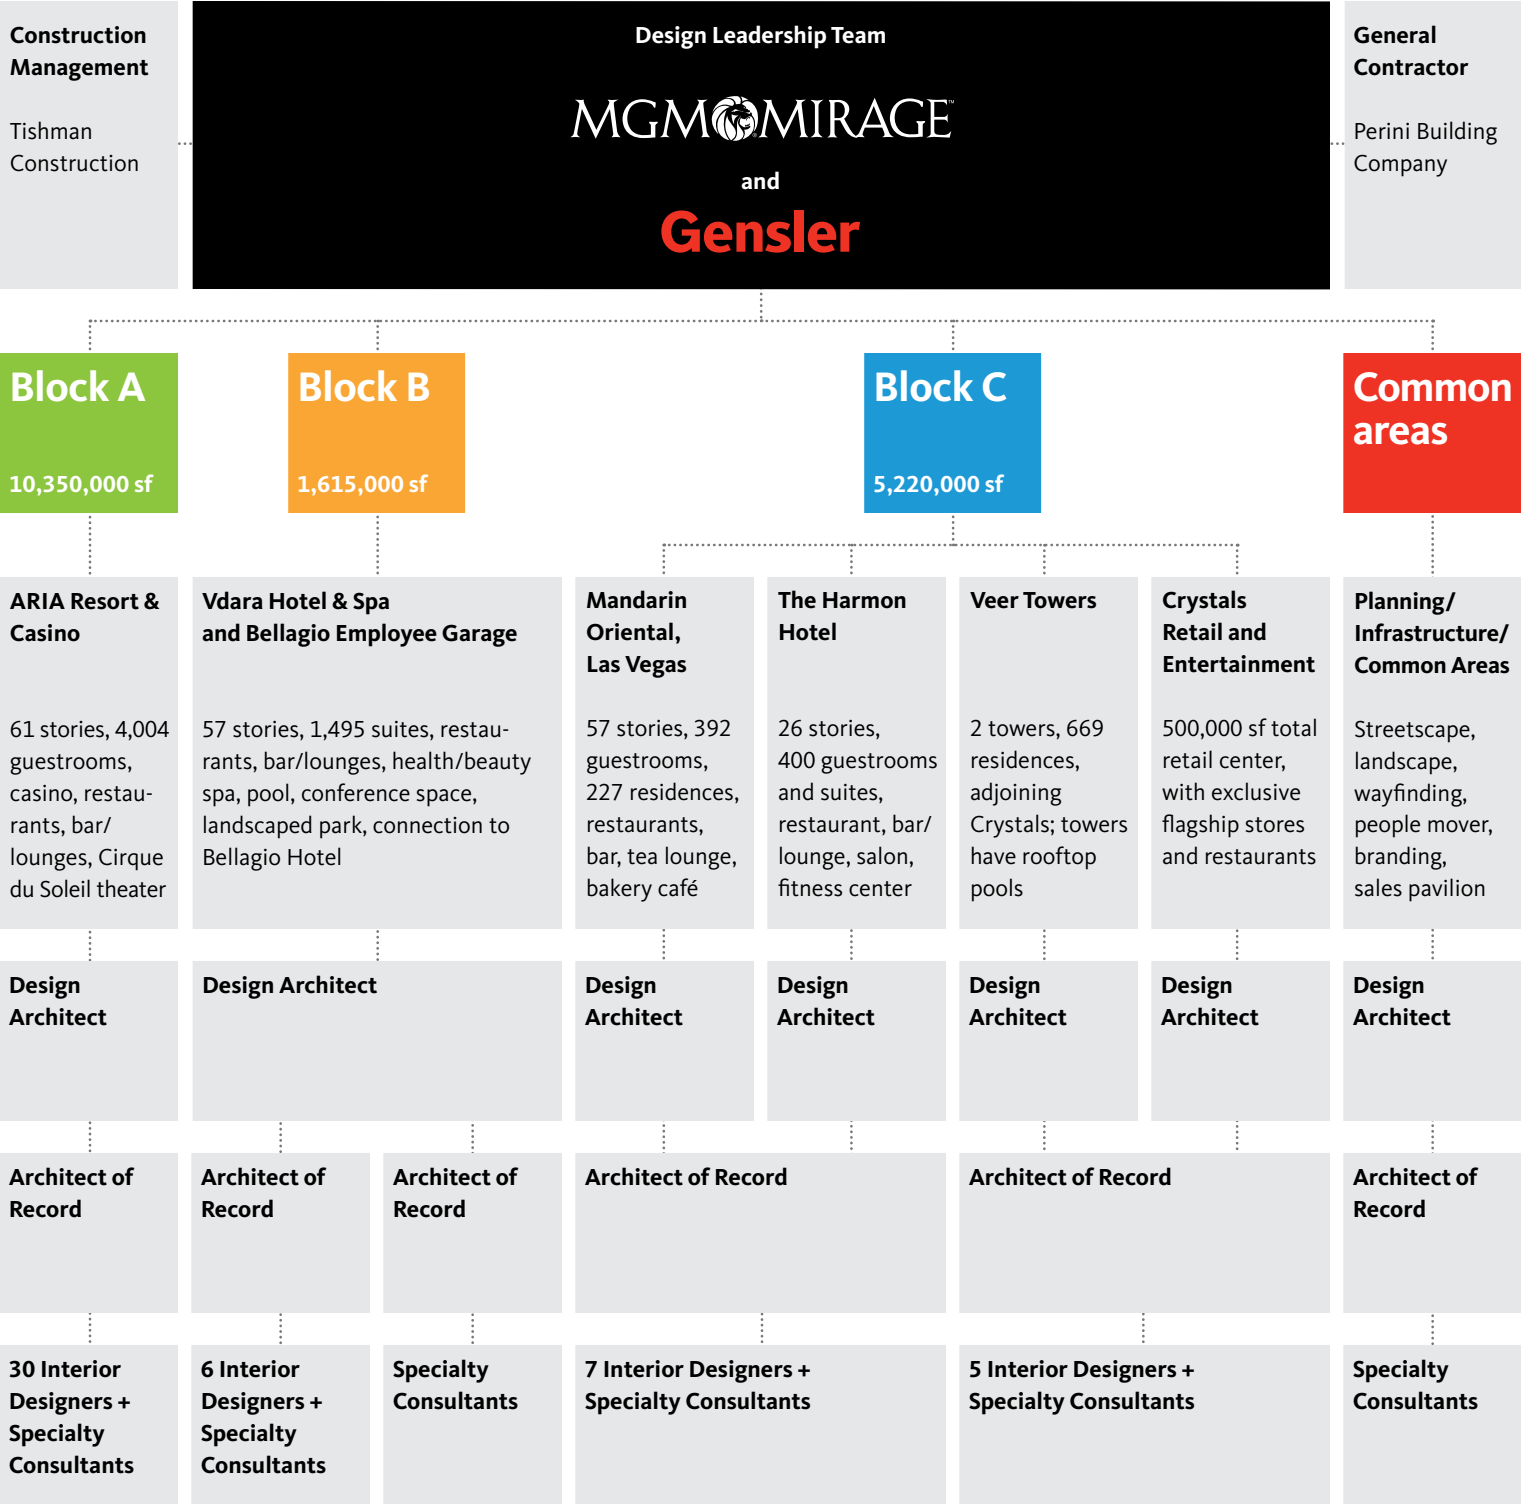 Construction
Management
Tishman
Construction
Design Leadership Team
MGM MIRAGE™
and
Gensler
General
Contractor
Perini Building
Company
Block A
10,350,000 sf
Block B
1,615,000 sf
Block C
5,220,000 sf
Common
areas
ARIA Resort &
Casino
61 stories, 4,004
guestrooms,
casino, restau-
rants, bar/
lounges, Cirque
du Soleil theater
Vdara Hotel & Spa
and Bellagio Employee Garage
57 stories, 1,495 suites, restau-
rants, bar/lounges, health/beauty
spa, pool, conference space,
landscaped park, connection to
Bellagio Hotel
Mandarin
Oriental,
Las Vegas
57 stories, 392
guestrooms,
227 residences,
restaurants,
bar, tea lounge,
bakery café
The Harmon
Hotel
26 stories,
400 guestrooms
and suites,
restaurant, bar/
lounge, salon,
fitness center
Veer Towers
2 towers, 669
residences,
adjoining
Crystals; towers
have rooftop
pools
Crystals
Retail and
Entertainment
500,000 sf total
retail center,
with exclusive
flagship stores
and restaurants
Planning/
Infrastructure/
Common Areas
Streetscape,
landscape,
wayfinding,
people mover,
branding,
sales pavilion
Design
Architect
Design Architect
Design
Architect
Design
Architect
Design
Architect
Design
Architect
Design
Architect
Architect of
Record
Architect of
Record
Architect of
Record
Architect of Record
Architect of Record
Architect of
Record
30 Interior
Designers +
Specialty
Consultants
6 Interior
Designers +
Specialty
Consultants
Specialty
Consultants
7 Interior Designers +
Specialty Consultants
5 Interior Designers +
Specialty Consultants
Specialty
Consultants